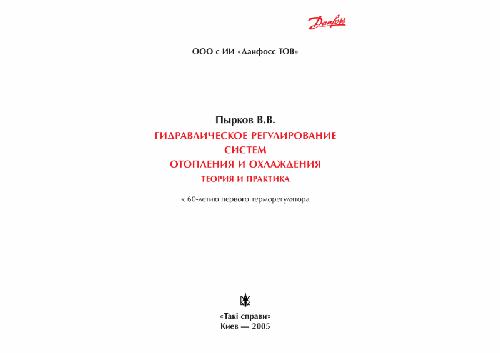 Danfoss
ООО с ИИ «Данфосс ТОВ»
Пырков В.В.
ГИДРАВЛИЧЕСКОЕ РЕГУЛИРОВАНИЕ
СИСТЕМ
ОТОПЛЕНИЯ И ОХЛАЖДЕНИЯ
ТЕОРИЯ И ПРАКТИКА
к 60-летию первого терморегулятора
«Такі справи»
Киев — 2005